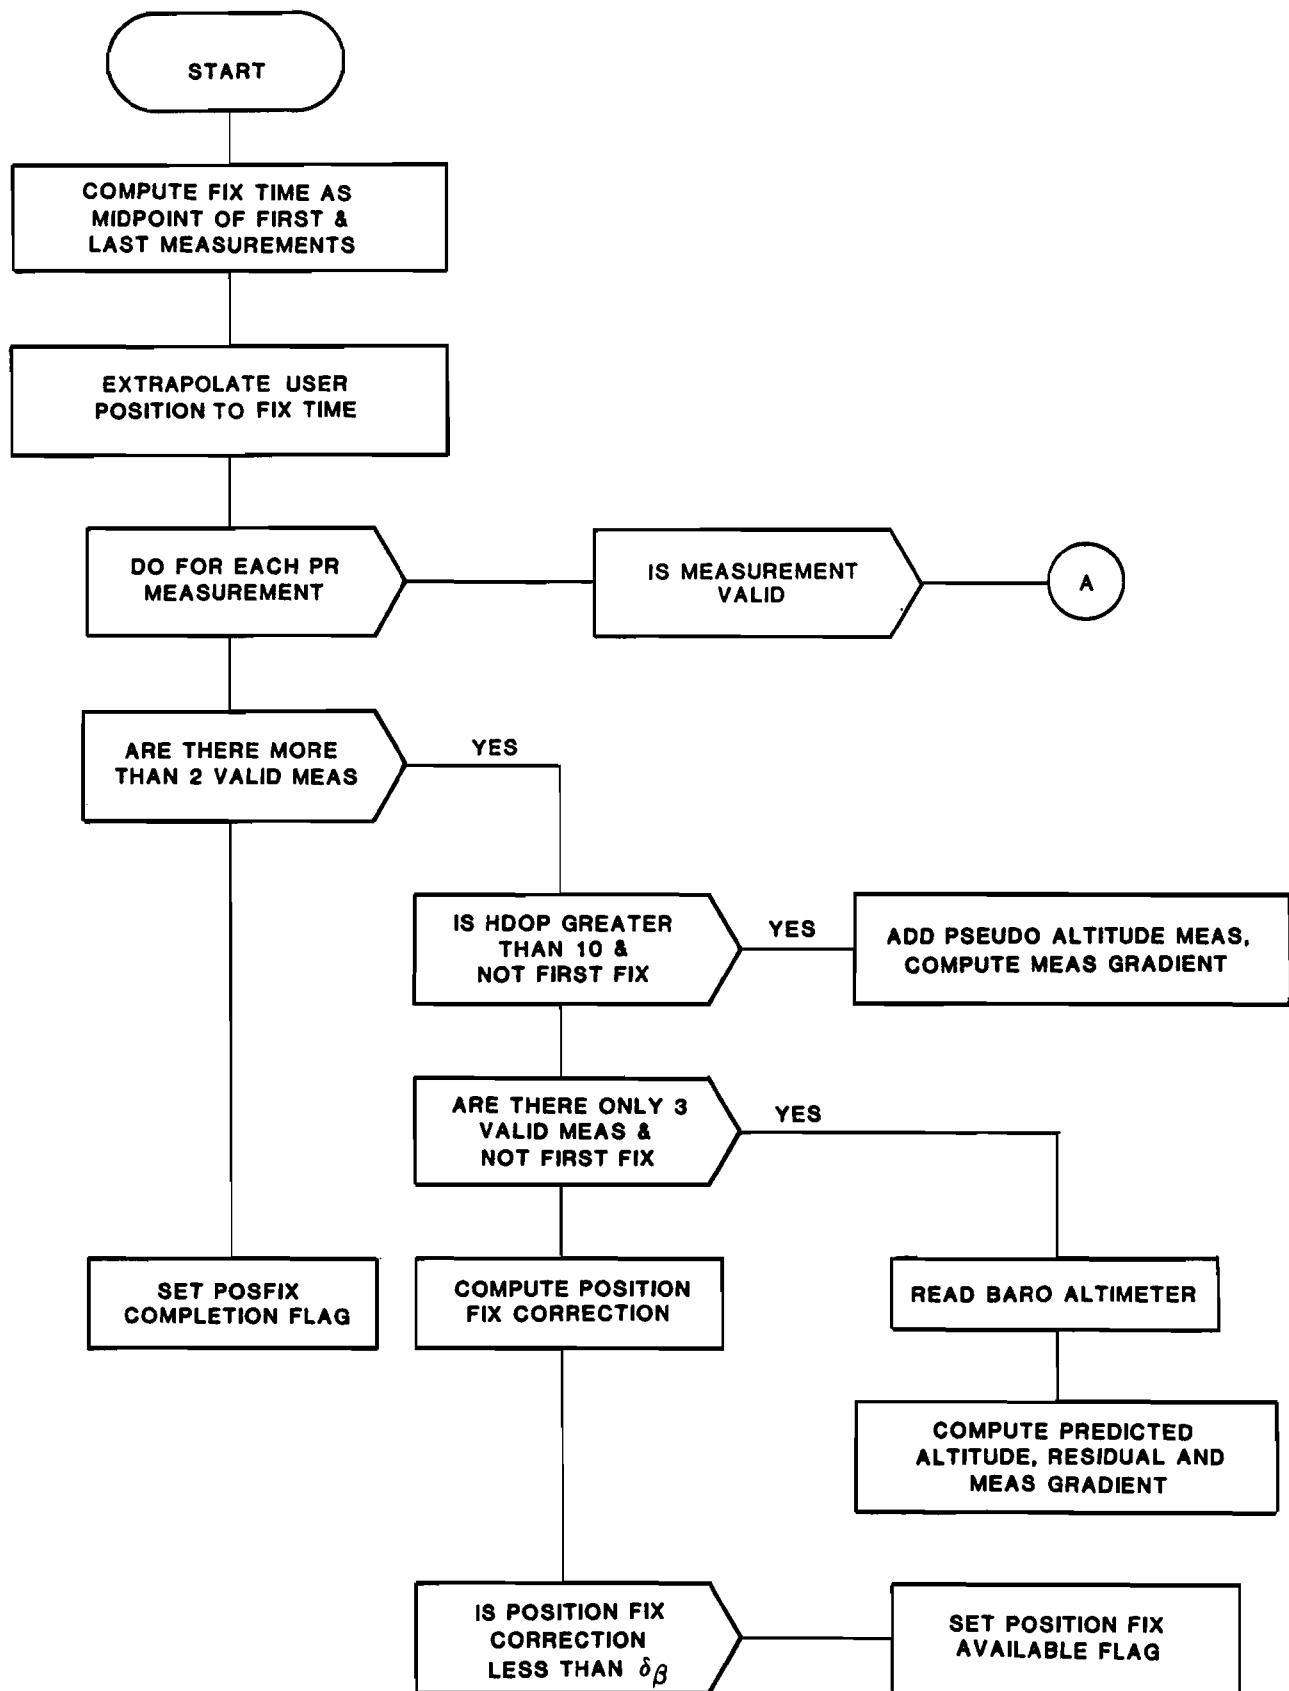 START
COMPUTE FIX TIME AS
MIDPOINT OF FIRST &
LAST MEASUREMENTS
EXTRAPOLATE USER
POSITION TO FIX TIME
DO FOR EACH PR
MEASUREMENT
IS MEASUREMENT
VALID
A
ARE THERE MORE
THAN 2 VALID MEAS
YES
IS HDOP GREATER
THAN 10 &
NOT FIRST FIX
YES
ADD PSEUDO ALTITUDE MEAS,
COMPUTE MEAS GRADIENT
ARE THERE ONLY 3
VALID MEAS &
NOT FIRST FIX
YES
SET POSFIX
COMPLETION FLAG
COMPUTE POSITION
FIX CORRECTION
READ BARO ALTIMETER
COMPUTE PREDICTED
ALTITUDE, RESIDUAL AND
MEAS GRADIENT
IS POSITION FIX
CORRECTION
LESS THAN δβ
SET POSITION FIX
AVAILABLE FLAG